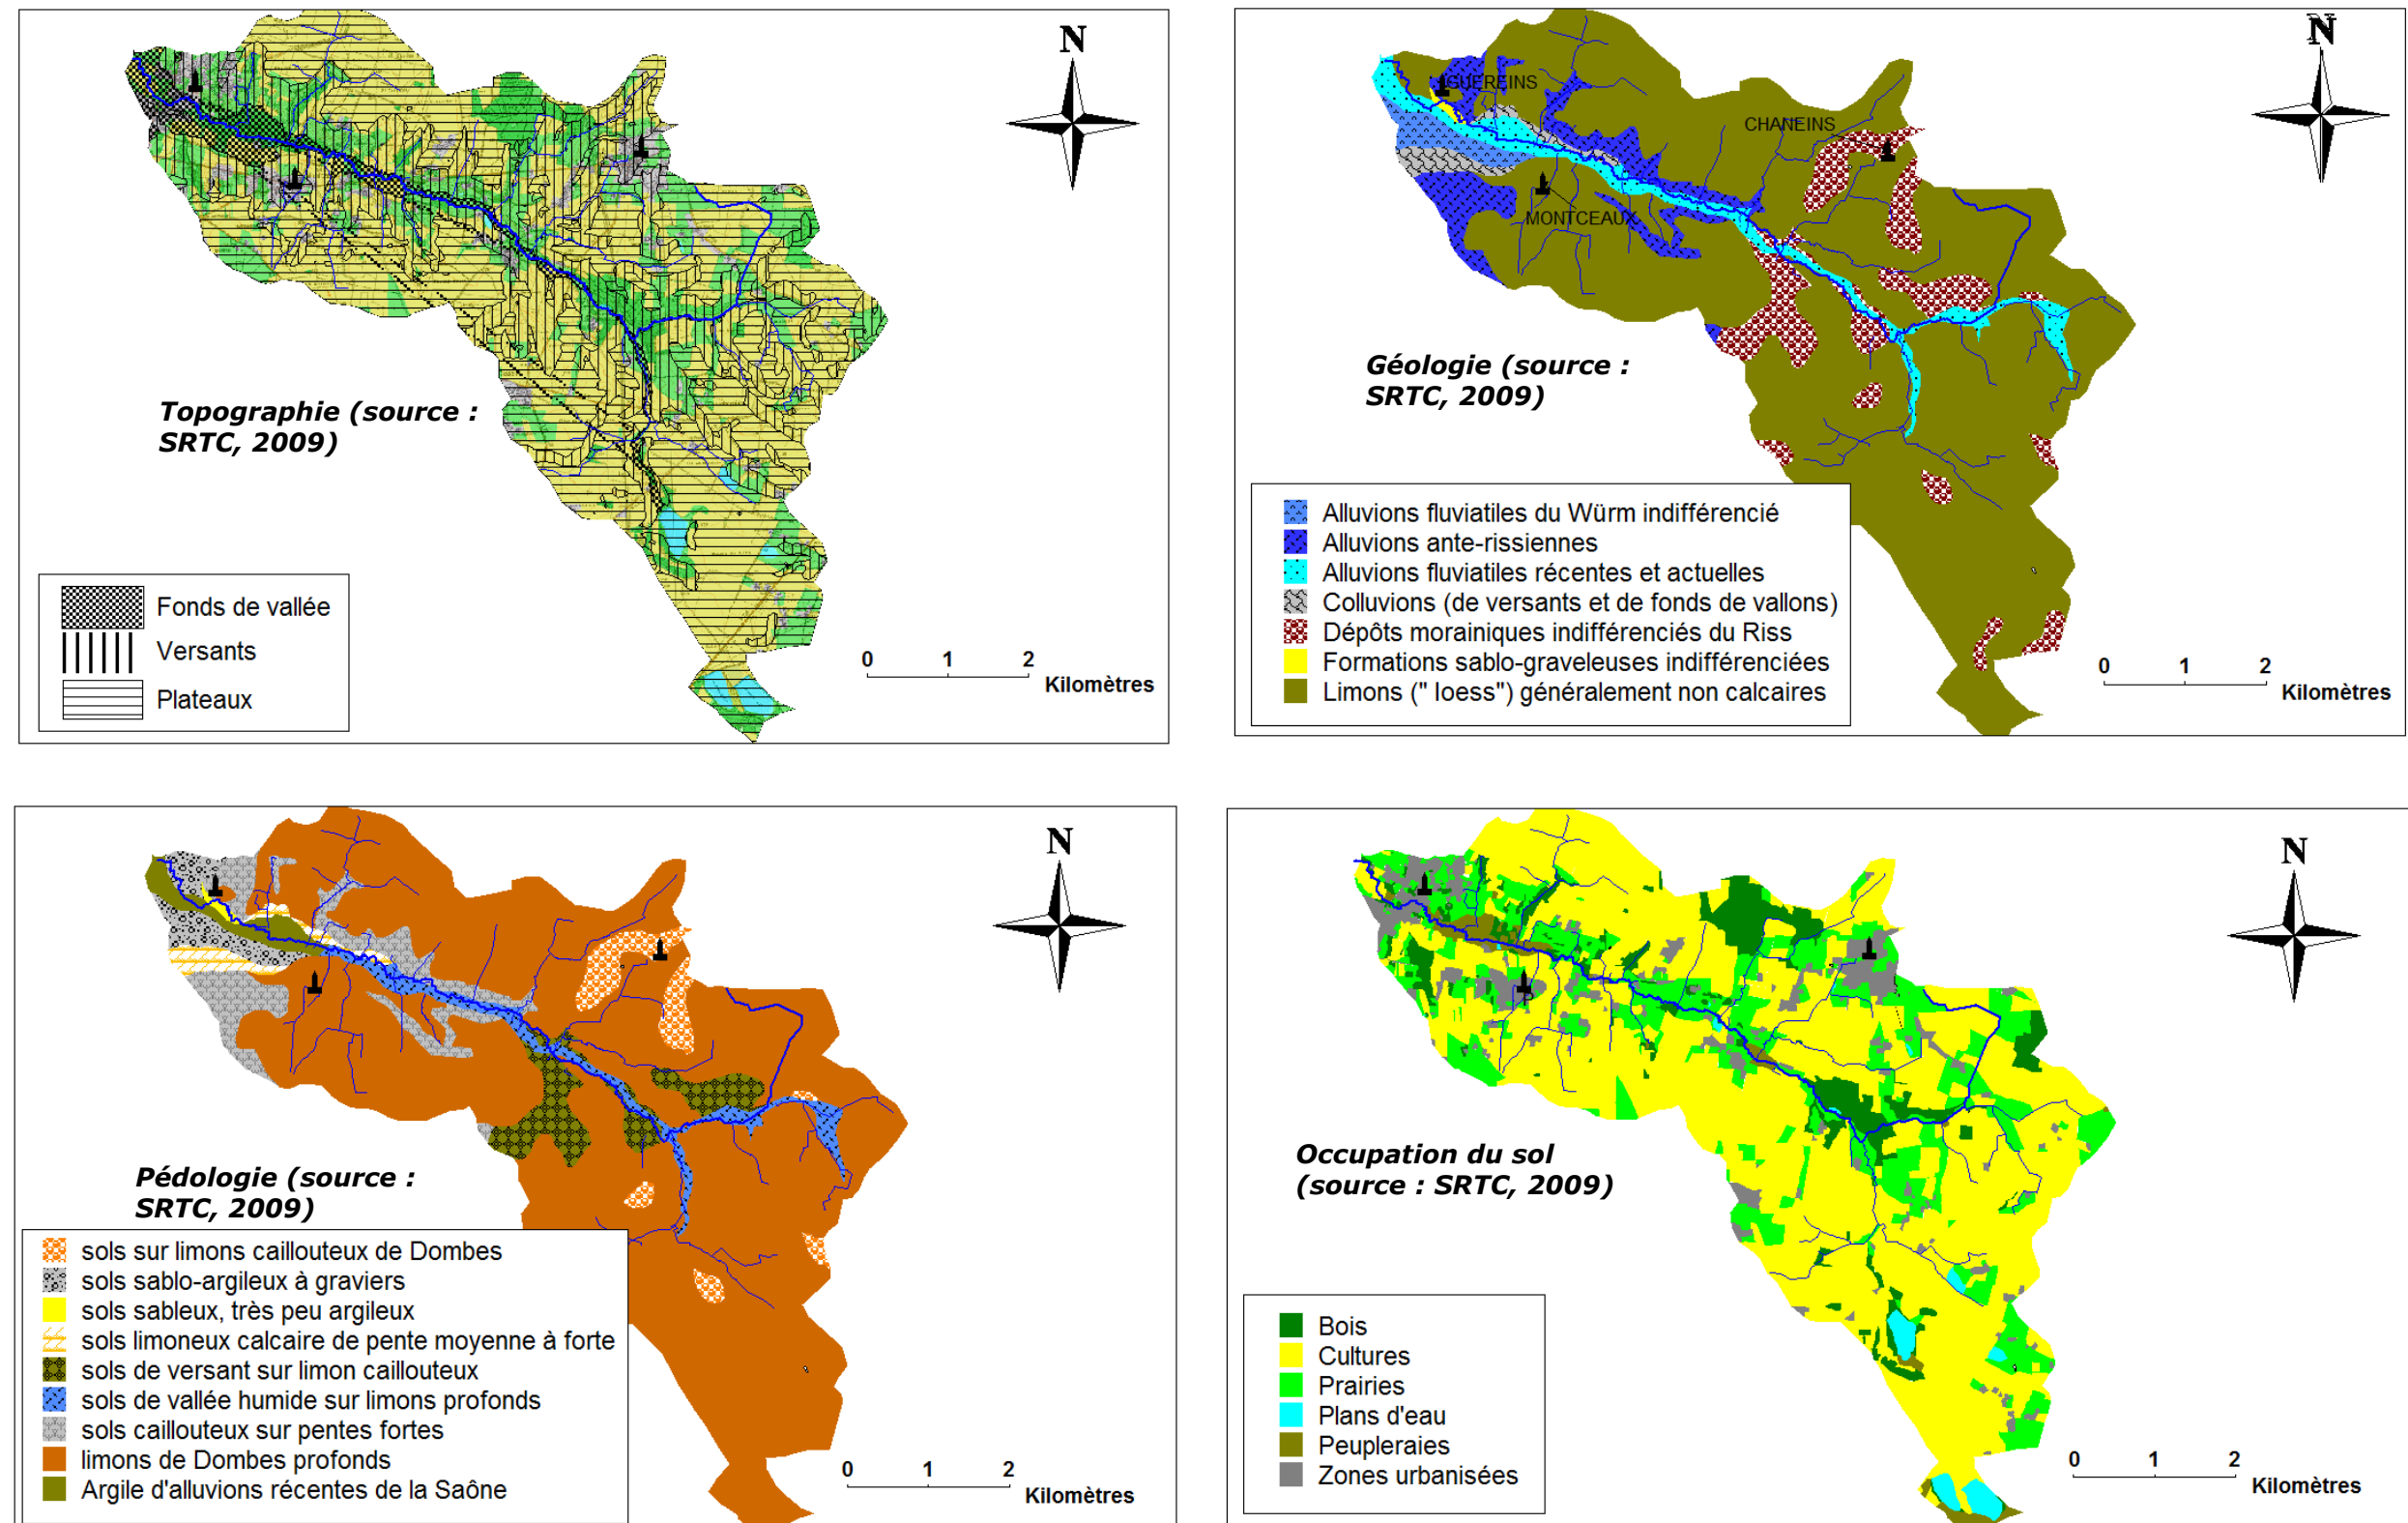 N
Topographie (source :
SRTC, 2009)
Fonds de vallée
Versants
Plateaux
0 1 2
Kilomètres
N
GUEREINS
CHANEINS
MONTCEAUX
Géologie (source :
SRTC, 2009)
Alluvions fluviatiles du Würm indifférencié
Alluvions ante-rissiennes
Alluvions fluviatiles récentes et actuelles
Colluvions (de versants et de fonds de vallons)
Dépôts morainiques indifférenciés du Riss
Formations sablo-graveleuses indifférenciées
Limons (" loess") généralement non calcaires
0 1 2
Kilomètres
N
Pédologie (source :
SRTC, 2009)
sols sur limons caillouteux de Dombes
sols sablo-argileux à graviers
sols sableux, très peu argileux
sols limoneux calcaire de pente moyenne à forte
sols de versant sur limon caillouteux
sols de vallée humide sur limons profonds
sols caillouteux sur pentes fortes
limons de Dombes profonds
Argile d'alluvions récentes de la Saône
0 1 2
Kilomètres
N
Occupation du sol
(source : SRTC, 2009)
Bois
Cultures
Prairies
Plans d'eau
Peupleraies
Zones urbanisées
0 1 2
Kilomètres